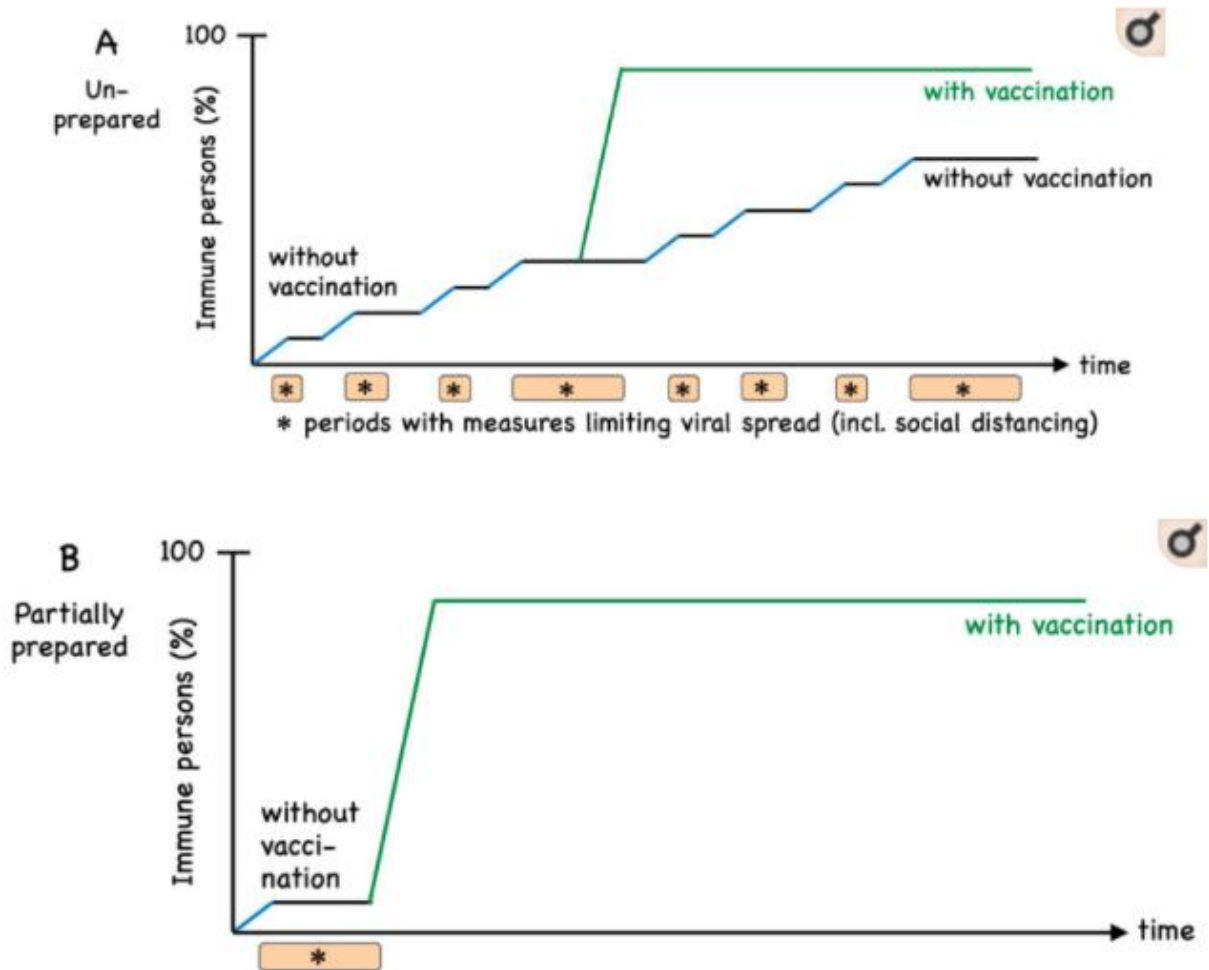 A
Un-
prepared
100
Immune persons (%)
with vaccination
without vaccination
without
vaccination
time
* * * * * * * *
* periods with measures limiting viral spread (incl. social distancing)
B
Partially
prepared
100
Immune persons (%)
with vaccination
without
vacci-
nation
time
*